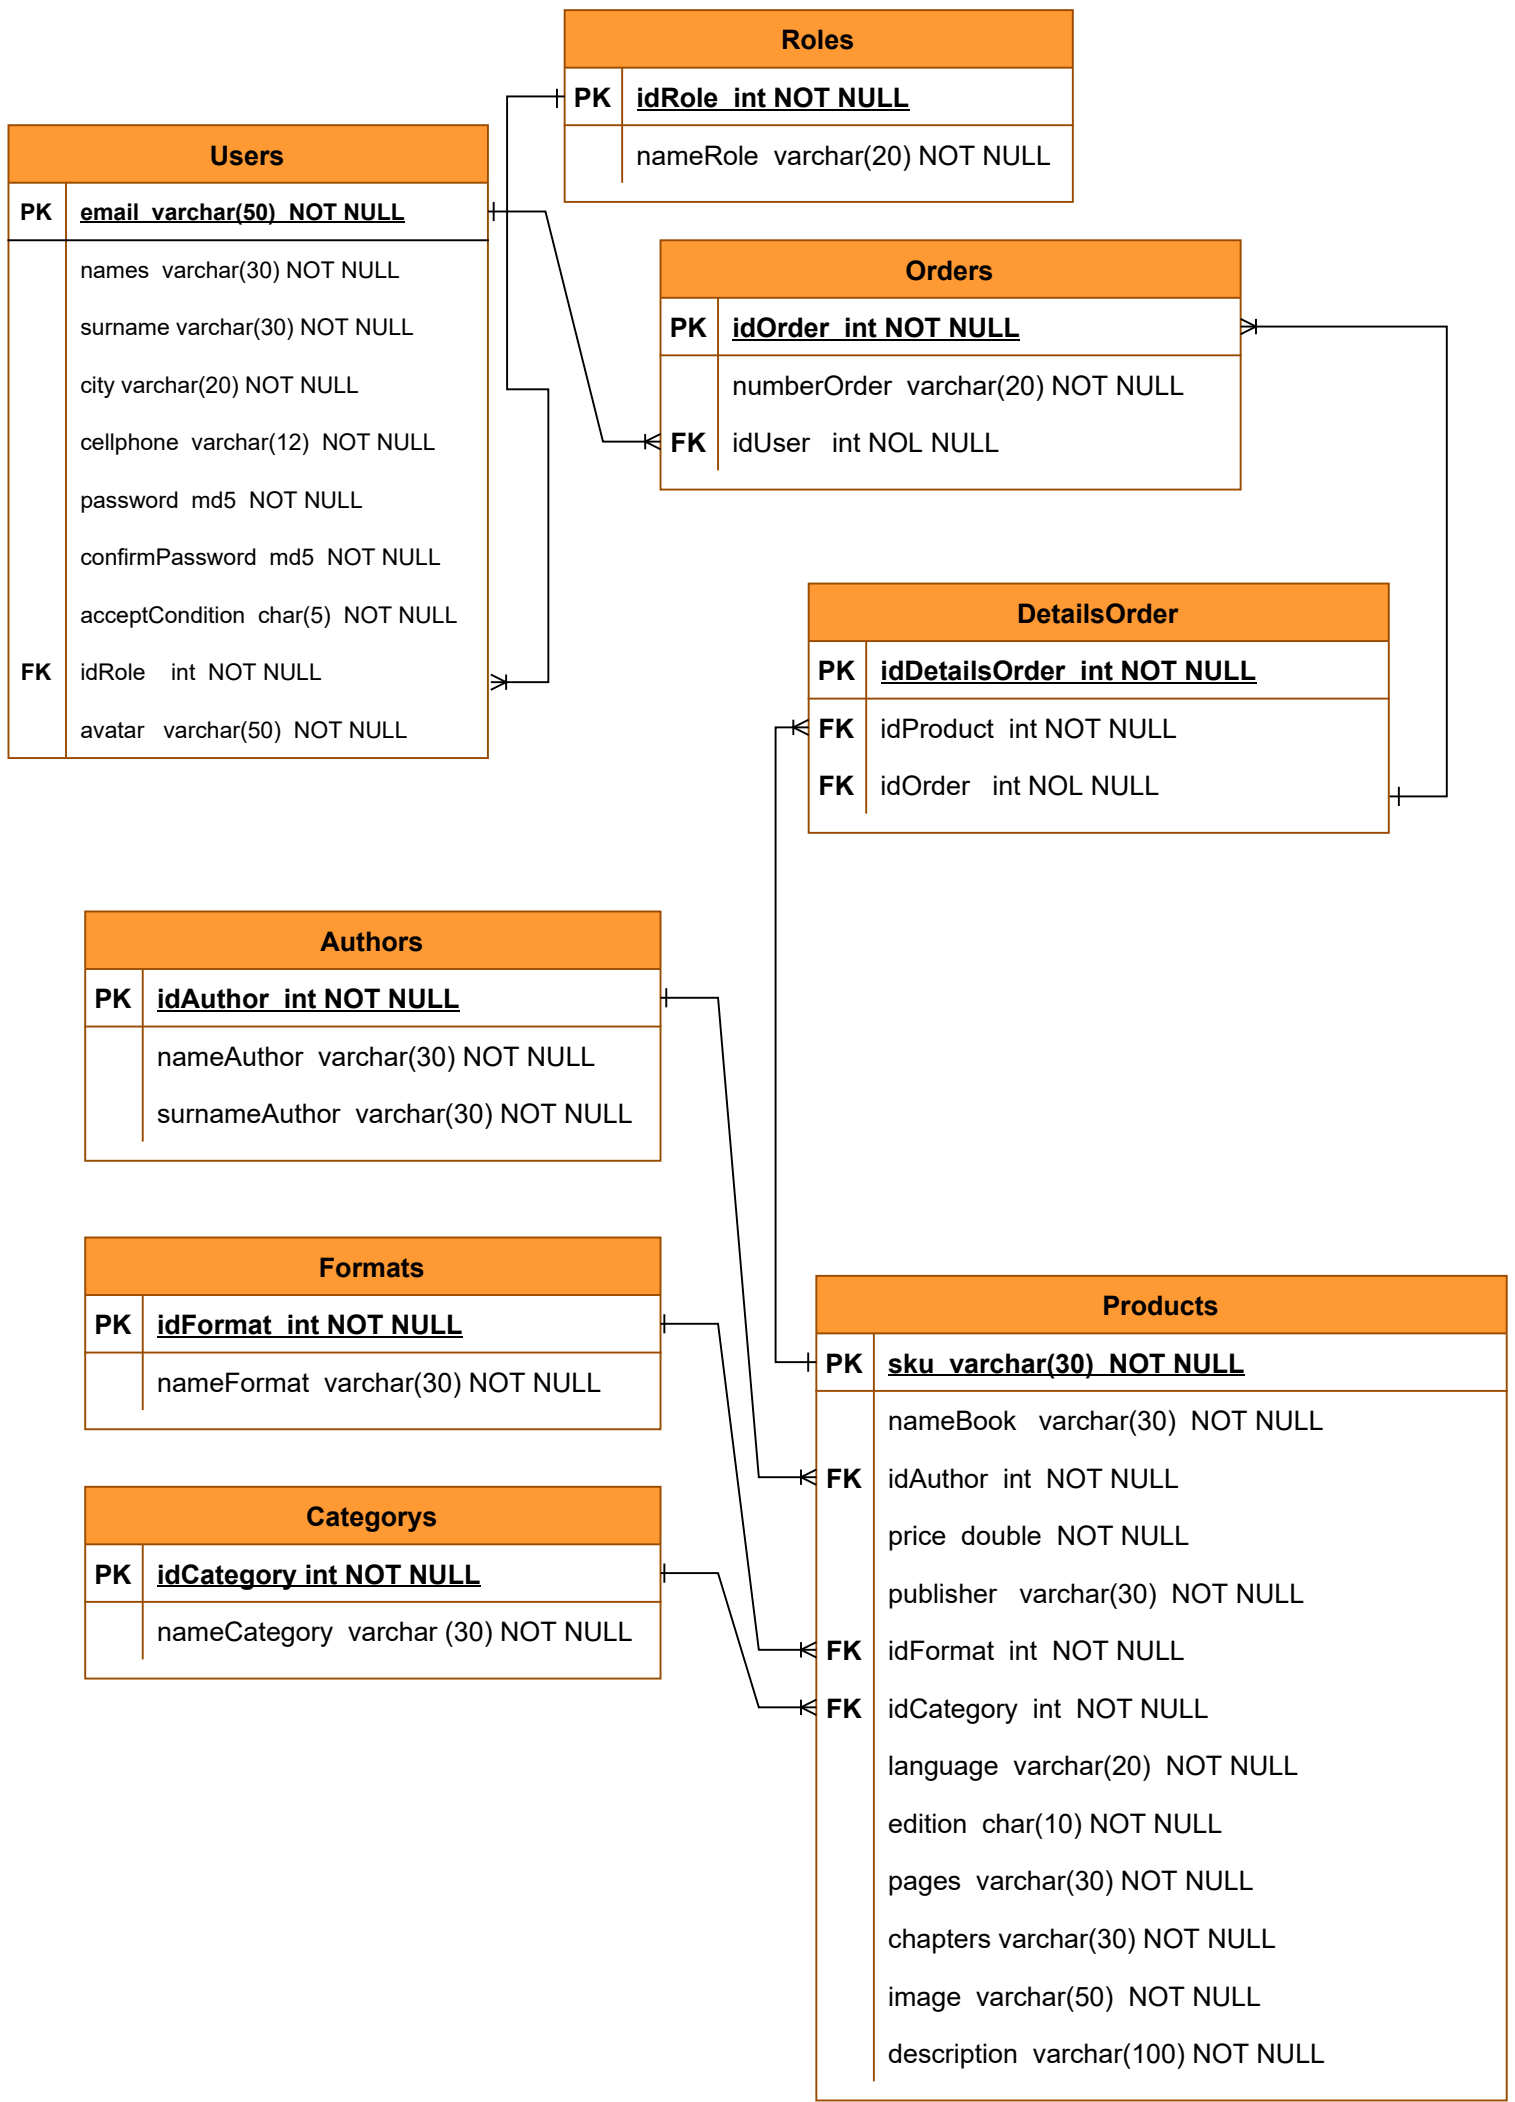 Roles
PK idRole int NOT NULL
nameRole varchar(20) NOT NULL
Users
PK email varchar(50) NOT NULL
names varchar(30) NOT NULL
surname varchar(30) NOT NULL
city varchar(20) NOT NULL
cellphone varchar(12) NOT NULL
password md5 NOT NULL
confirmPassword md5 NOT NULL
acceptCondition char(5) NOT NULL
FK idRole int NOT NULL
avatar varchar(50) NOT NULL
Orders
PK idOrder int NOT NULL
numberOrder varchar(20) NOT NULL
FK idUser int NOL NULL
DetailsOrder
PK idDetailsOrder int NOT NULL
FK idProduct int NOT NULL
FK idOrder int NOL NULL
Authors
PK idAuthor int NOT NULL
nameAuthor varchar(30) NOT NULL
surnameAuthor varchar(30) NOT NULL
Formats
PK idFormat int NOT NULL
nameFormat varchar(30) NOT NULL
Categorys
PK idCategory int NOT NULL
nameCategory varchar (30) NOT NULL
Products
PK sku varchar(30) NOT NULL
nameBook varchar(30) NOT NULL
FK idAuthor int NOT NULL
price double NOT NULL
publisher varchar(30) NOT NULL
FK idFormat int NOT NULL
FK idCategory int NOT NULL
language varchar(20) NOT NULL
edition char(10) NOT NULL
pages varchar(30) NOT NULL
chapters varchar(30) NOT NULL
image varchar(50) NOT NULL
description varchar(100) NOT NULL